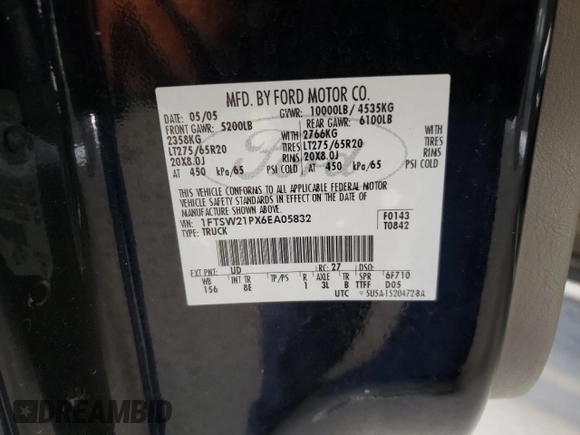 MFD. BY FORD MOTOR CO.
DATE: 05/05 GVWR: 10000LB/ 4535KG
FRONT GAWR: 5200LB REAR GAWR: 6100LB
2358KG WITH 2766KG WITH
LT275/65R20 TIRES LT275/65R20 TIRES
20X8.0J RIMS 20X8.0J RIMS
AT 450 kPa/65 PSI COLD AT 450 kPa/65 PSI COLD
THIS VEHICLE CONFORMS TO ALL APPLICABLE FEDERAL MOTOR
VEHICLE SAFETY STANDARDS IN EFFECT ON THE DATE OF
MANUFACTURE SHOWN ABOVE.
VIN: 1FTSW21PX6EA05832 F0143
TYPE: TRUCK T0842
EXT PNT: UD RC: 27 DSO:
WB INT TR TP/PS R AXLE TR SPR 6F710
156 8E 1 3L B TTFF D05
UTC 5U5A-1520472-BA
Ford
DREAMBID